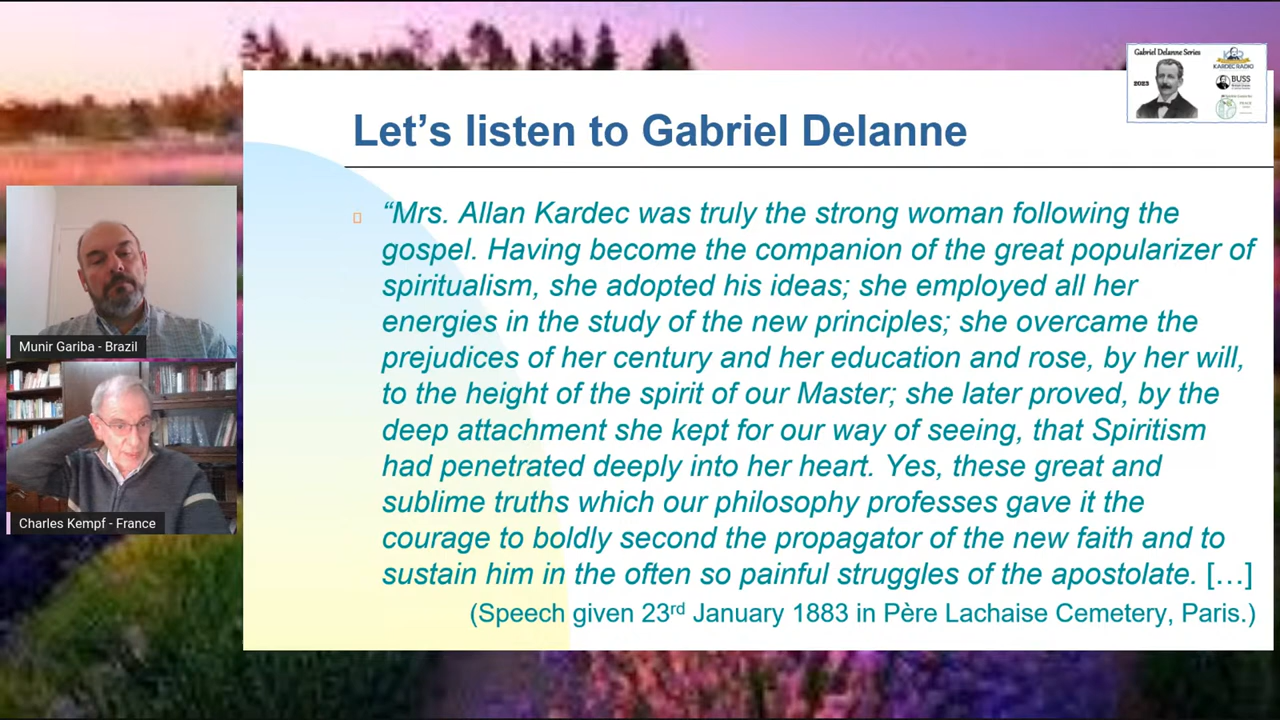 Gabriel Delanne Series
2023
KARDEC RADIO
BUSS
Let's listen to Gabriel Delanne
“Mrs. Allan Kardec was truly the strong woman following the
gospel. Having become the companion of the great popularizer of
spiritualism, she adopted his ideas; she employed all her
energies in the study of the new principles; she overcame the
prejudices of her century and her education and rose, by her will,
to the height of the spirit of our Master; she later proved, by the
deep attachment she kept for our way of seeing, that Spiritism
had penetrated deeply into her heart. Yes, these great and
sublime truths which our philosophy professes gave it the
courage to boldly second the propagator of the new faith and to
sustain him in the often so painful struggles of the apostolate. […]
(Speech given 23rd January 1883 in Père Lachaise Cemetery, Paris.)
Munir Gariba - Brazil
Charles Kempf - France